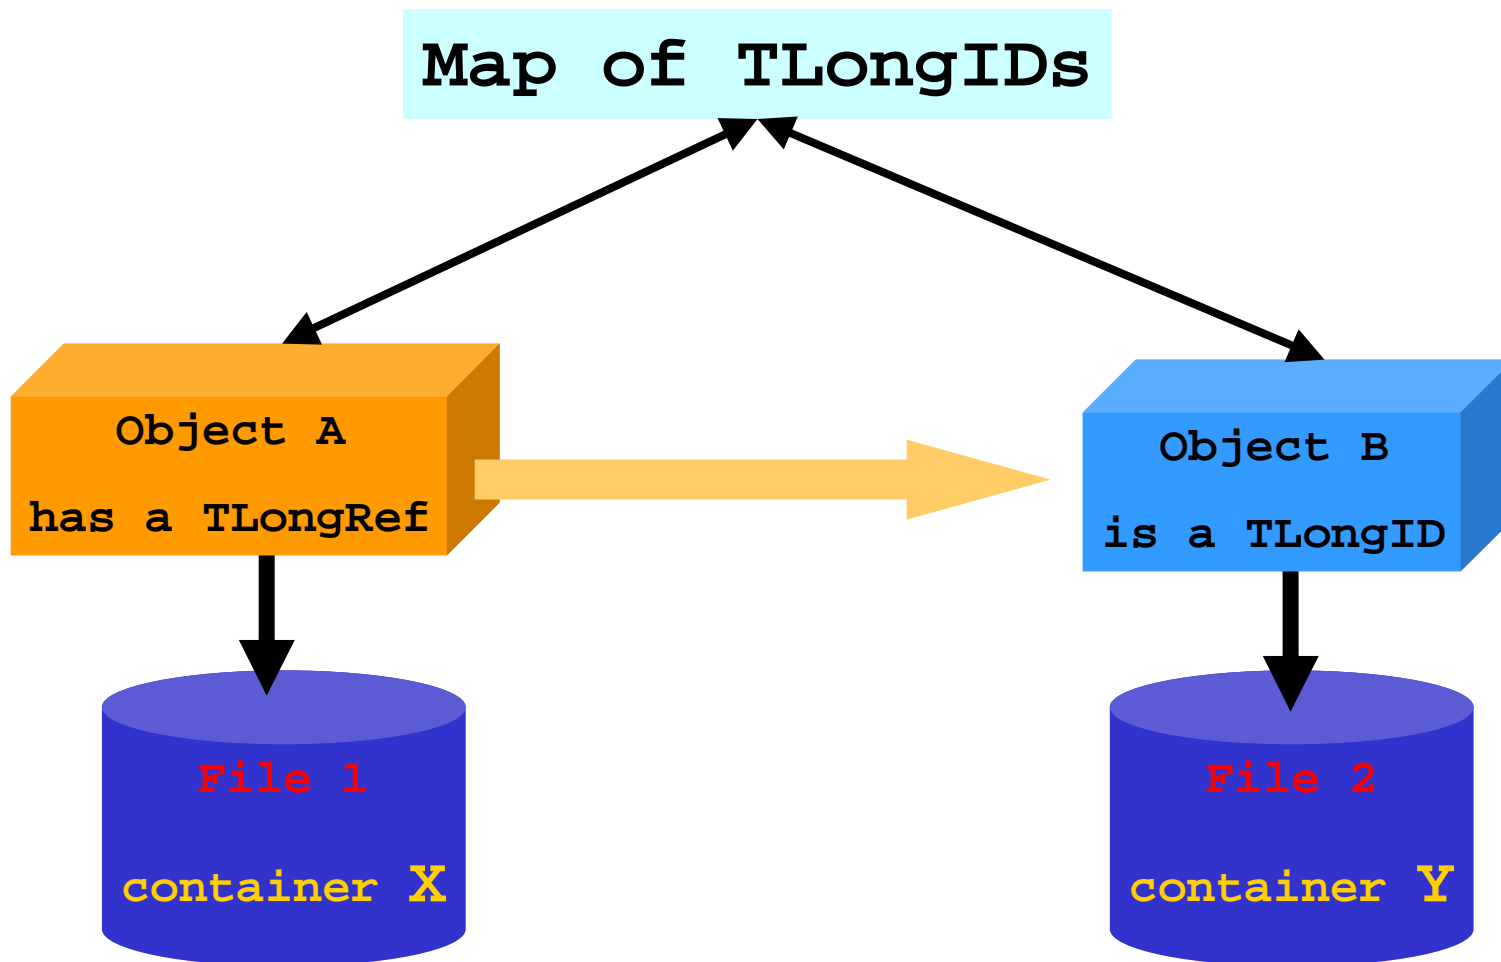 Map of TLongIDs
Object A
has a TLongRef
Object B
is a TLongID
File 1
container X
File 2
container Y